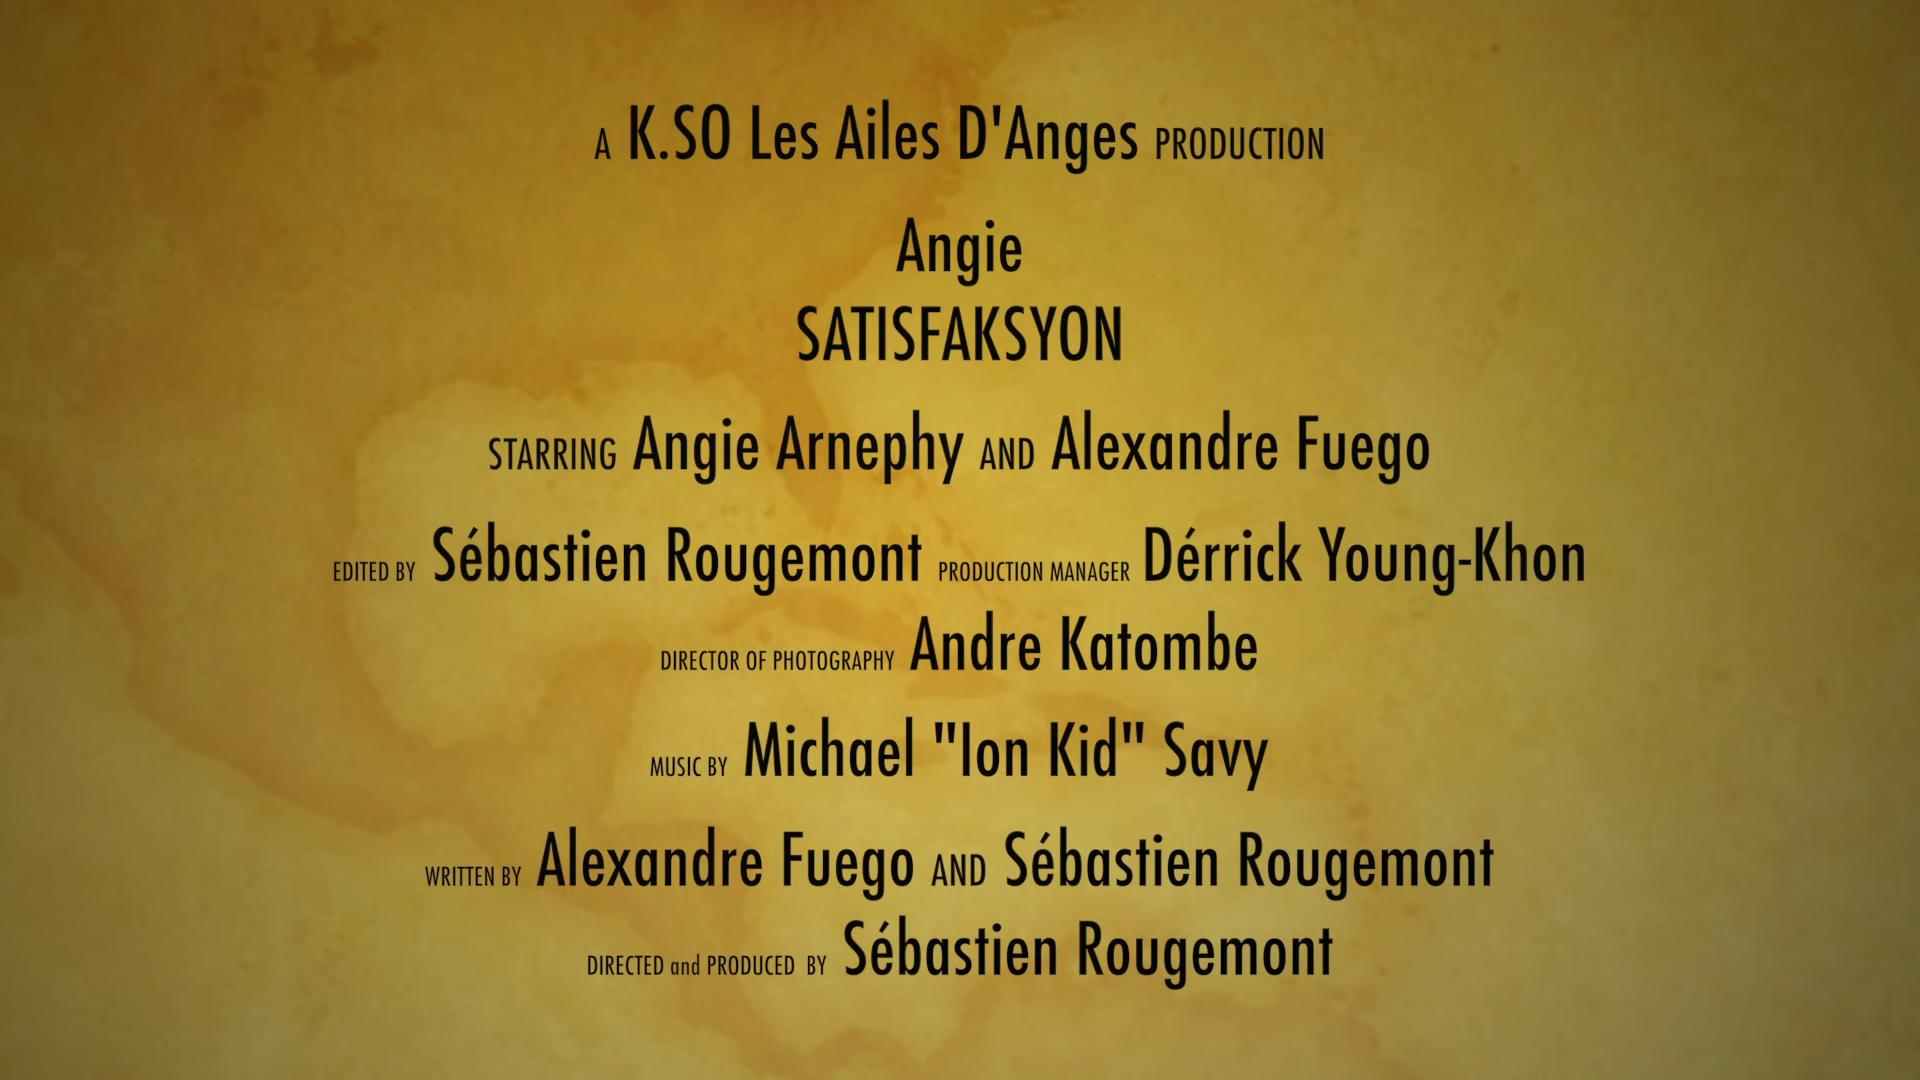 A K.SO Les Ailes D'Anges PRODUCTION
Angie
SATISFAKSYON
STARRING Angie Arnephy AND Alexandre Fuego
EDITED BY Sébastien Rougemont PRODUCTION MANAGER Dérrick Young-Khon
DIRECTOR OF PHOTOGRAPHY Andre Katombe
MUSIC BY Michael "Ion Kid" Savy
WRITTEN BY Alexandre Fuego AND Sébastien Rougemont
DIRECTED and PRODUCED BY Sébastien Rougemont